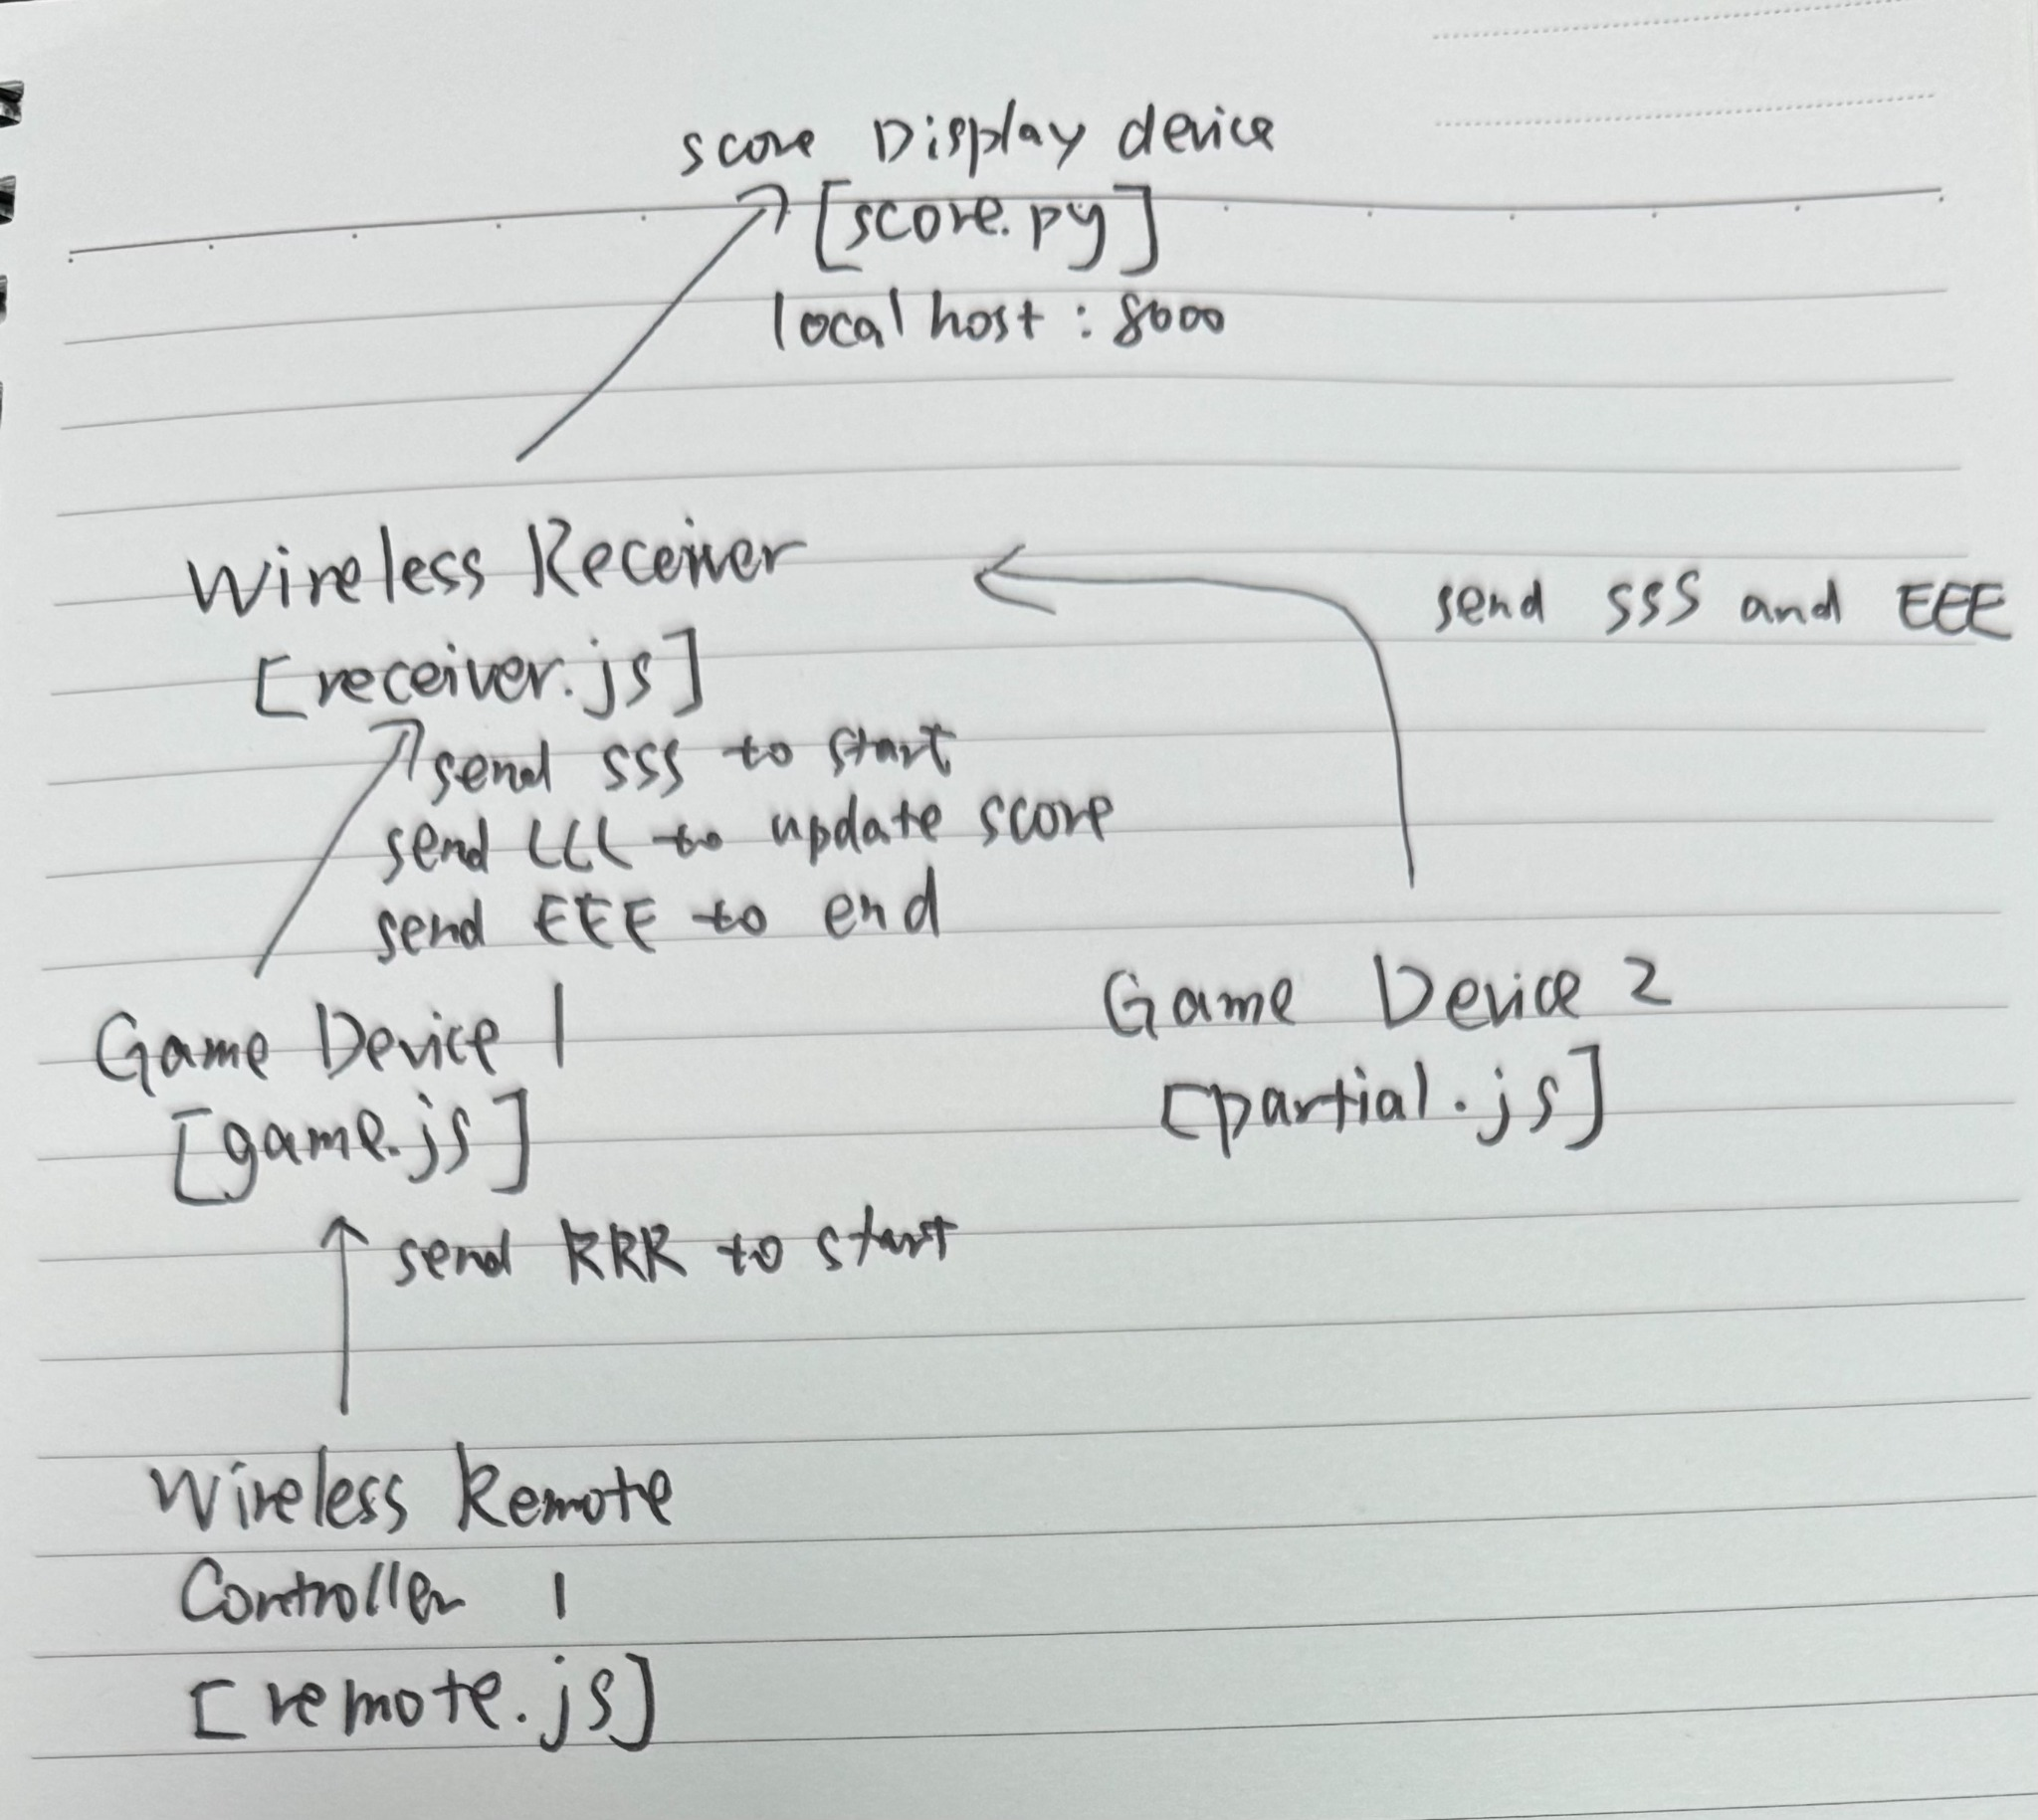 score Display device
[score.py]
localhost : 8000
Wireless Receiver
[receiver.js]
send SSS and EEE
send SSS to start
send LLL to update score
send EEE to end
Game Device 1
[game.js]
Game Device 2
[partial.js]
send RRR to start
Wireless Remote
Controller 1
[remote.js]